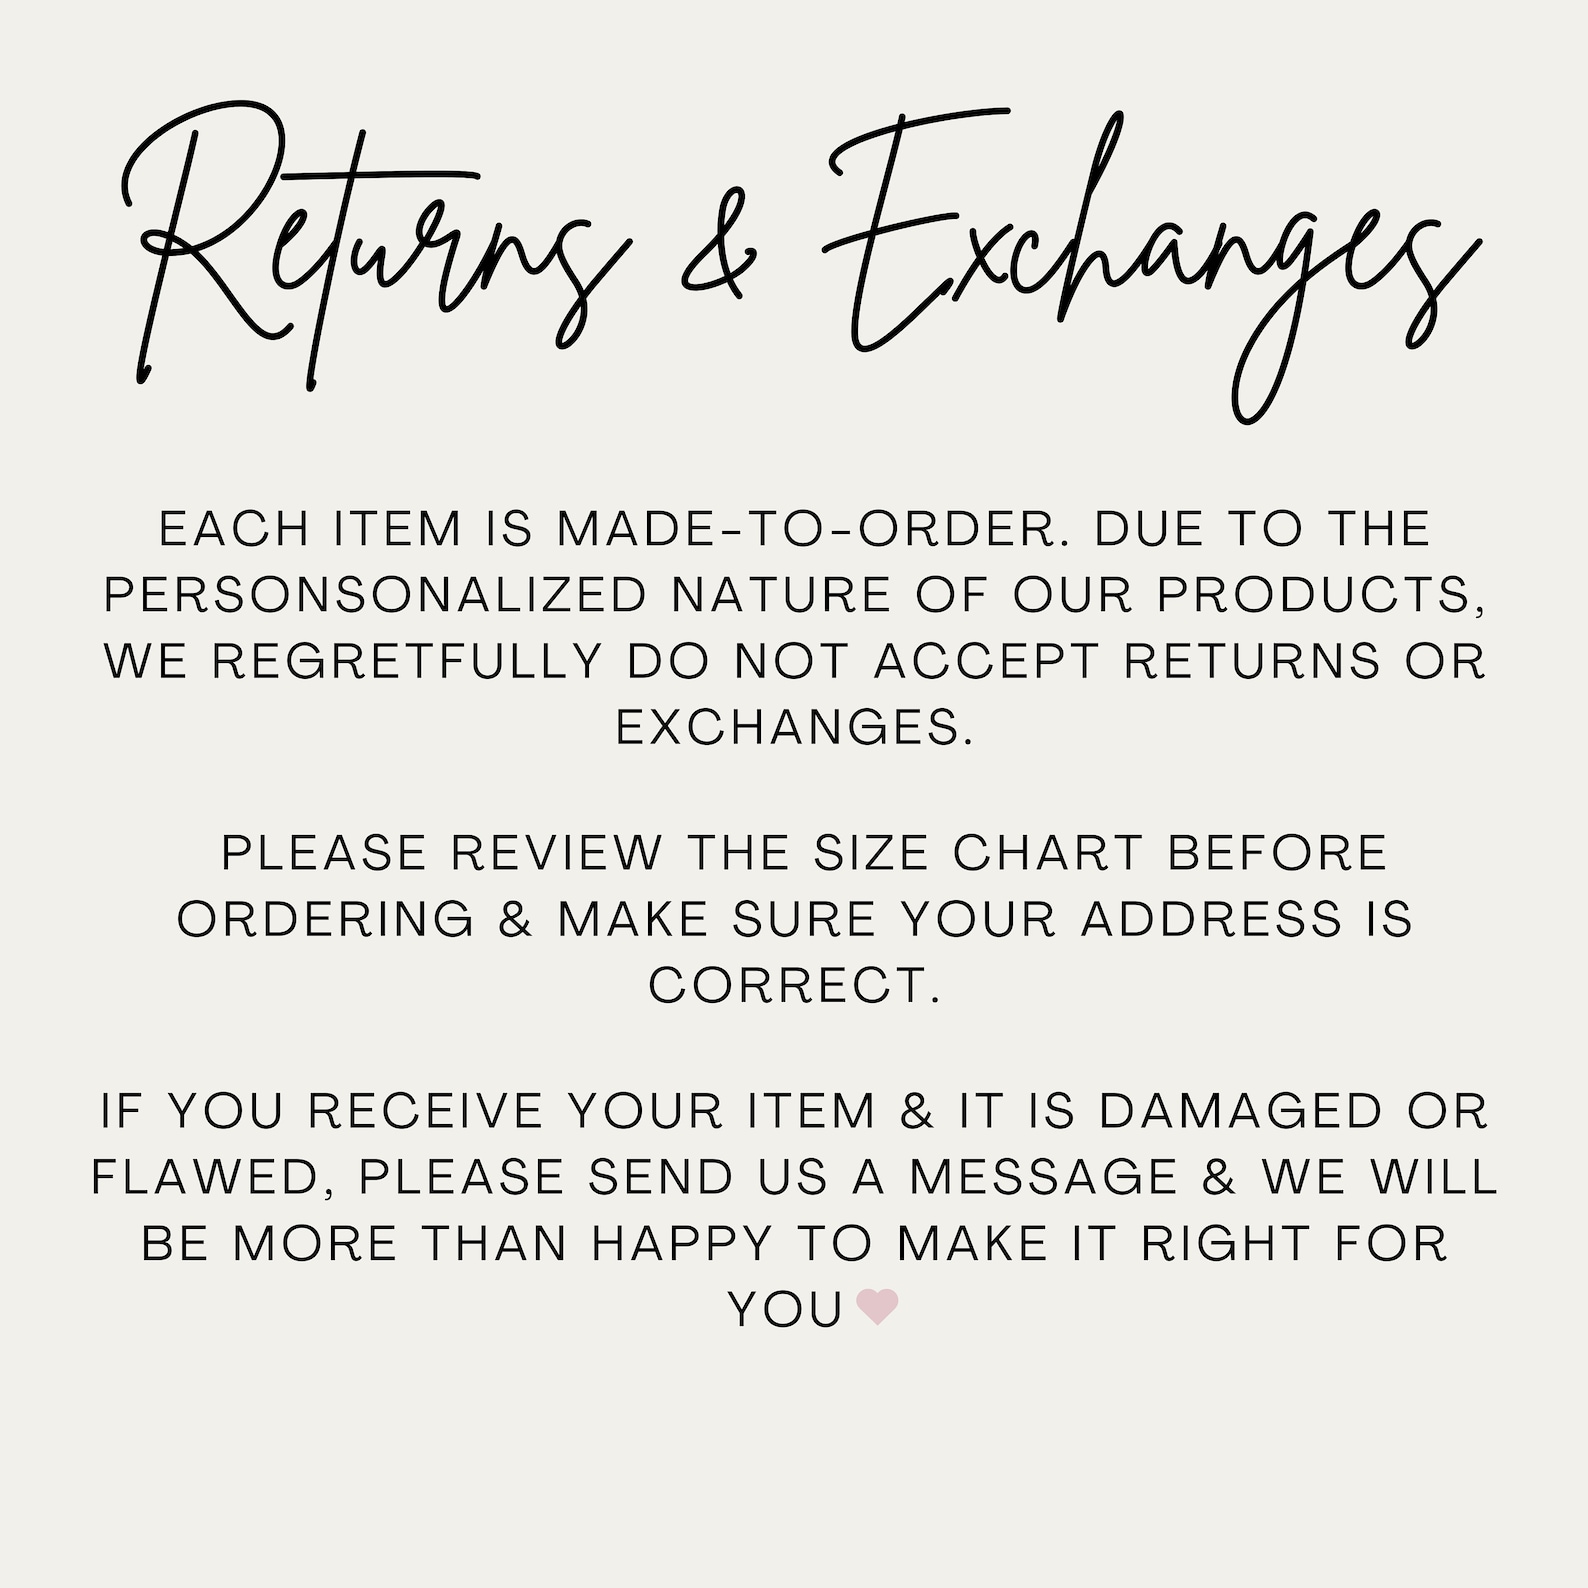 Returns & Exchanges
EACH ITEM IS MADE-TO-ORDER. DUE TO THE
PERSONSONALIZED NATURE OF OUR PRODUCTS,
WE REGRETFULLY DO NOT ACCEPT RETURNS OR
EXCHANGES.
PLEASE REVIEW THE SIZE CHART BEFORE
ORDERING & MAKE SURE YOUR ADDRESS IS
CORRECT.
IF YOU RECEIVE YOUR ITEM & IT IS DAMAGED OR
FLAWED, PLEASE SEND US A MESSAGE & WE WILL
BE MORE THAN HAPPY TO MAKE IT RIGHT FOR
YOU